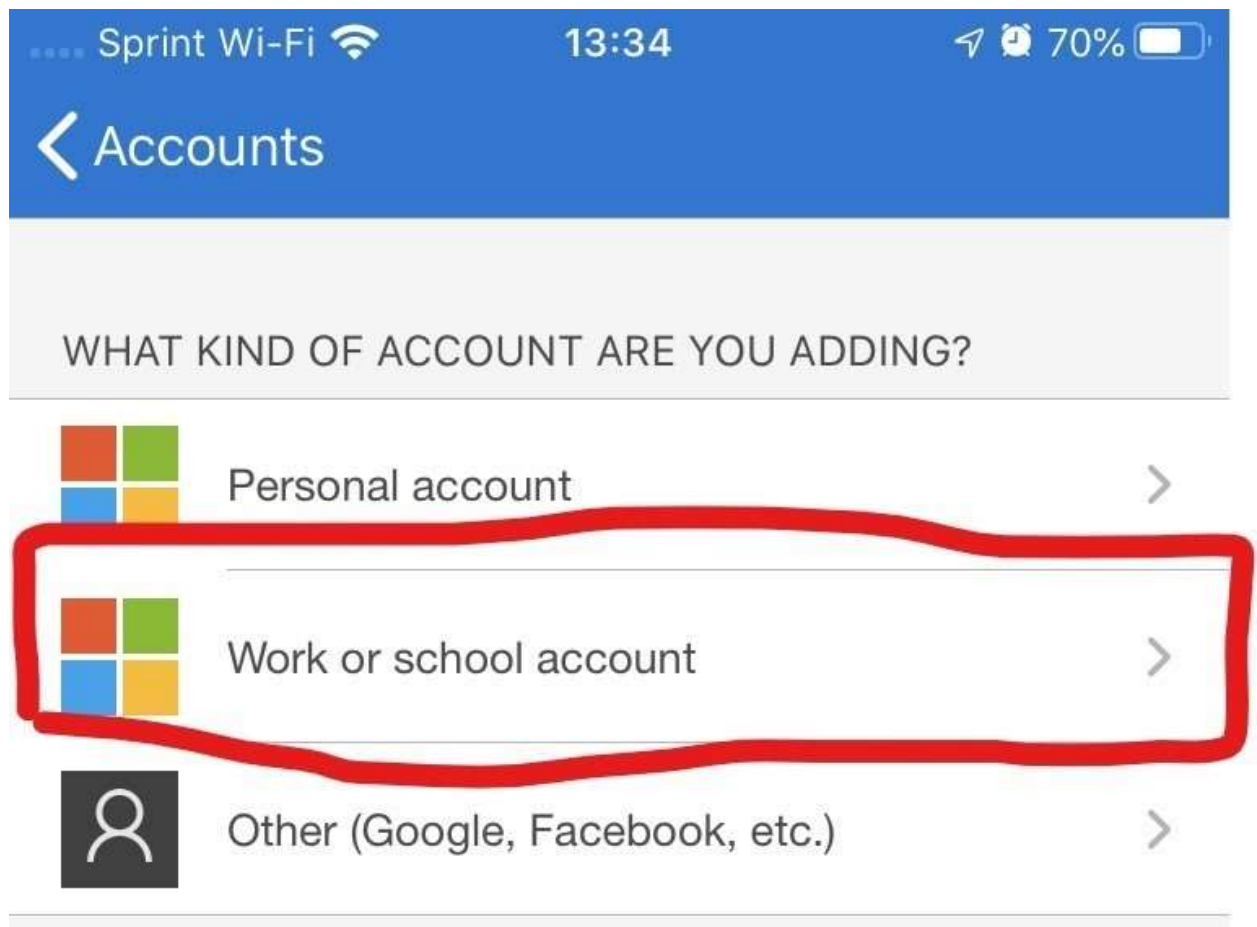 Sprint Wi-Fi 13:34 70%
Accounts
WHAT KIND OF ACCOUNT ARE YOU ADDING?
Personal account
Work or school account
Other (Google, Facebook, etc.)